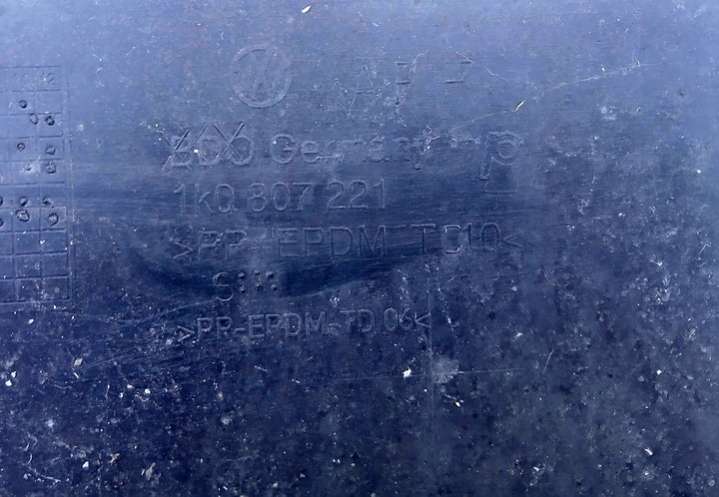 Germany
1K0 807 221
>PP-EPDM TD10<
S
>PP-EPDM-TD 06<